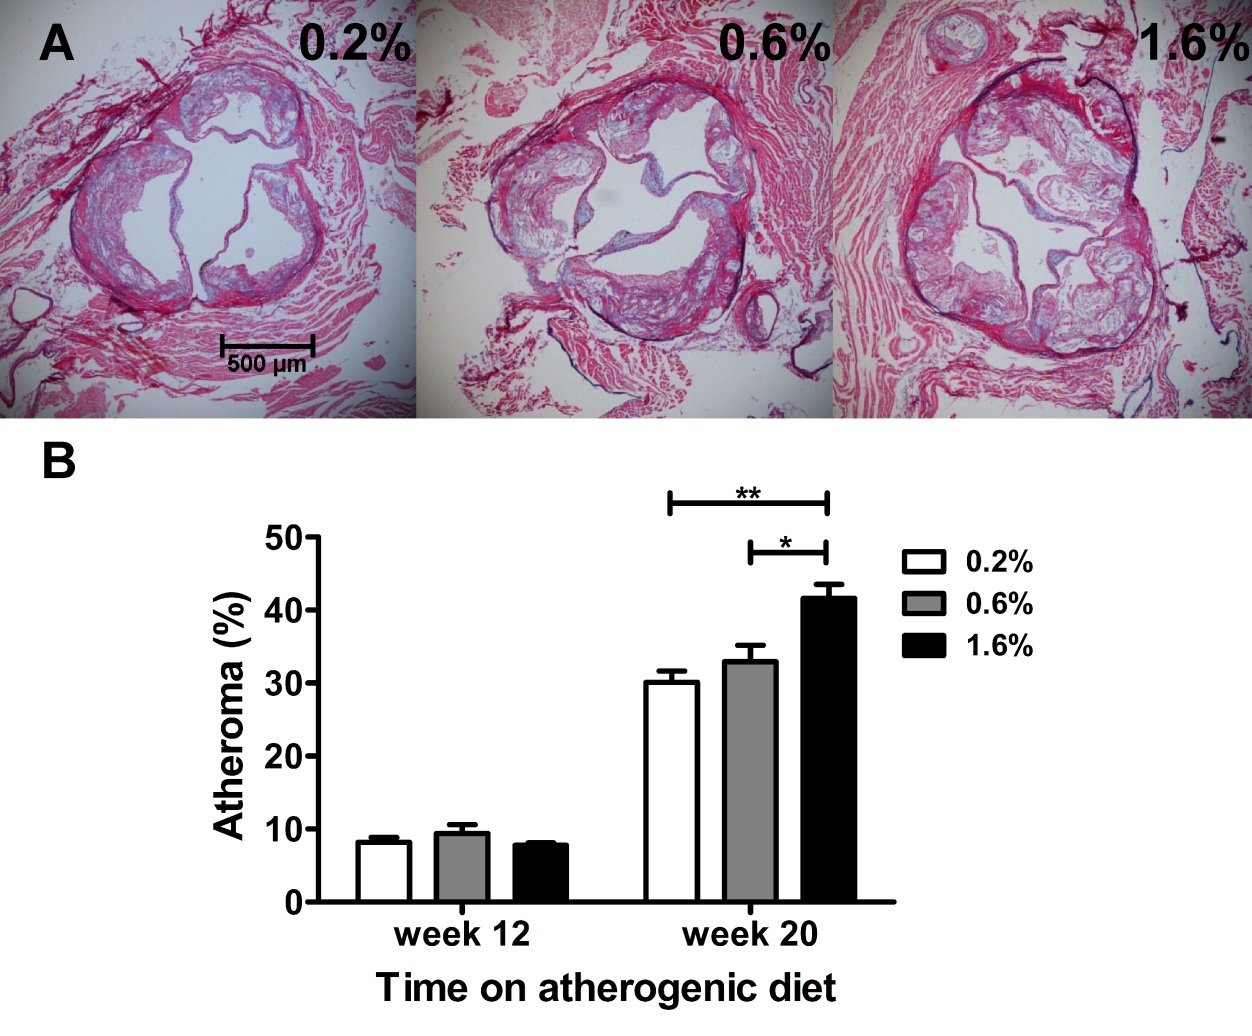 A
0.2%
0.6%
1.6%
500 µm
B
**
*
50
40
30
20
10
0
Atheroma (%)
week 12
week 20
Time on atherogenic diet
0.2%
0.6%
1.6%